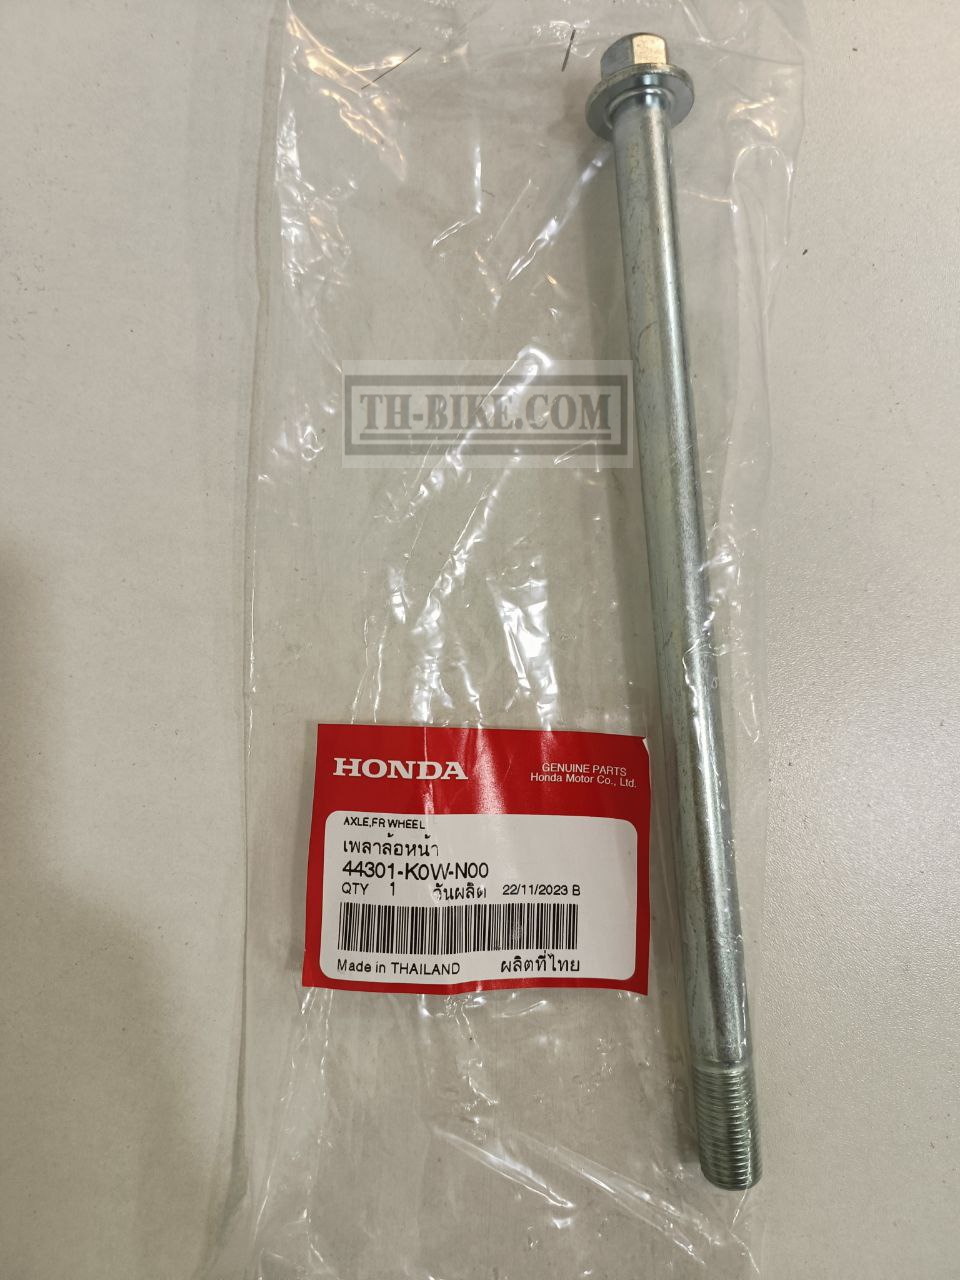 TH-BIKE.COM
HONDA
GENUINE PARTS
Honda Motor Co., Ltd.
AXLE,FR WHEEL
เพลาล้อหน้า
44301-K0W-N00
QTY 1 วันผลิต 22/11/2023 B
Made in THAILAND ผลิตที่ไทย